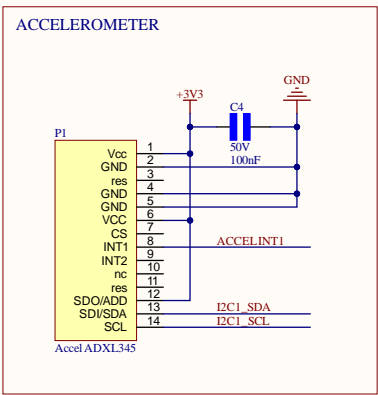 ACCELEROMETER
GND
+3V3
C4
50V
100nF
P1
Vcc 1
GND 2
res 3
GND 4
GND 5
VCC 6
CS 7
INT1 8 ACCELINT1
INT2 9
nc 10
res 11
SDO/ADD 12
SDI/SDA 13 I2C1_SDA
SCL 14 I2C1_SCL
Accel ADXL345